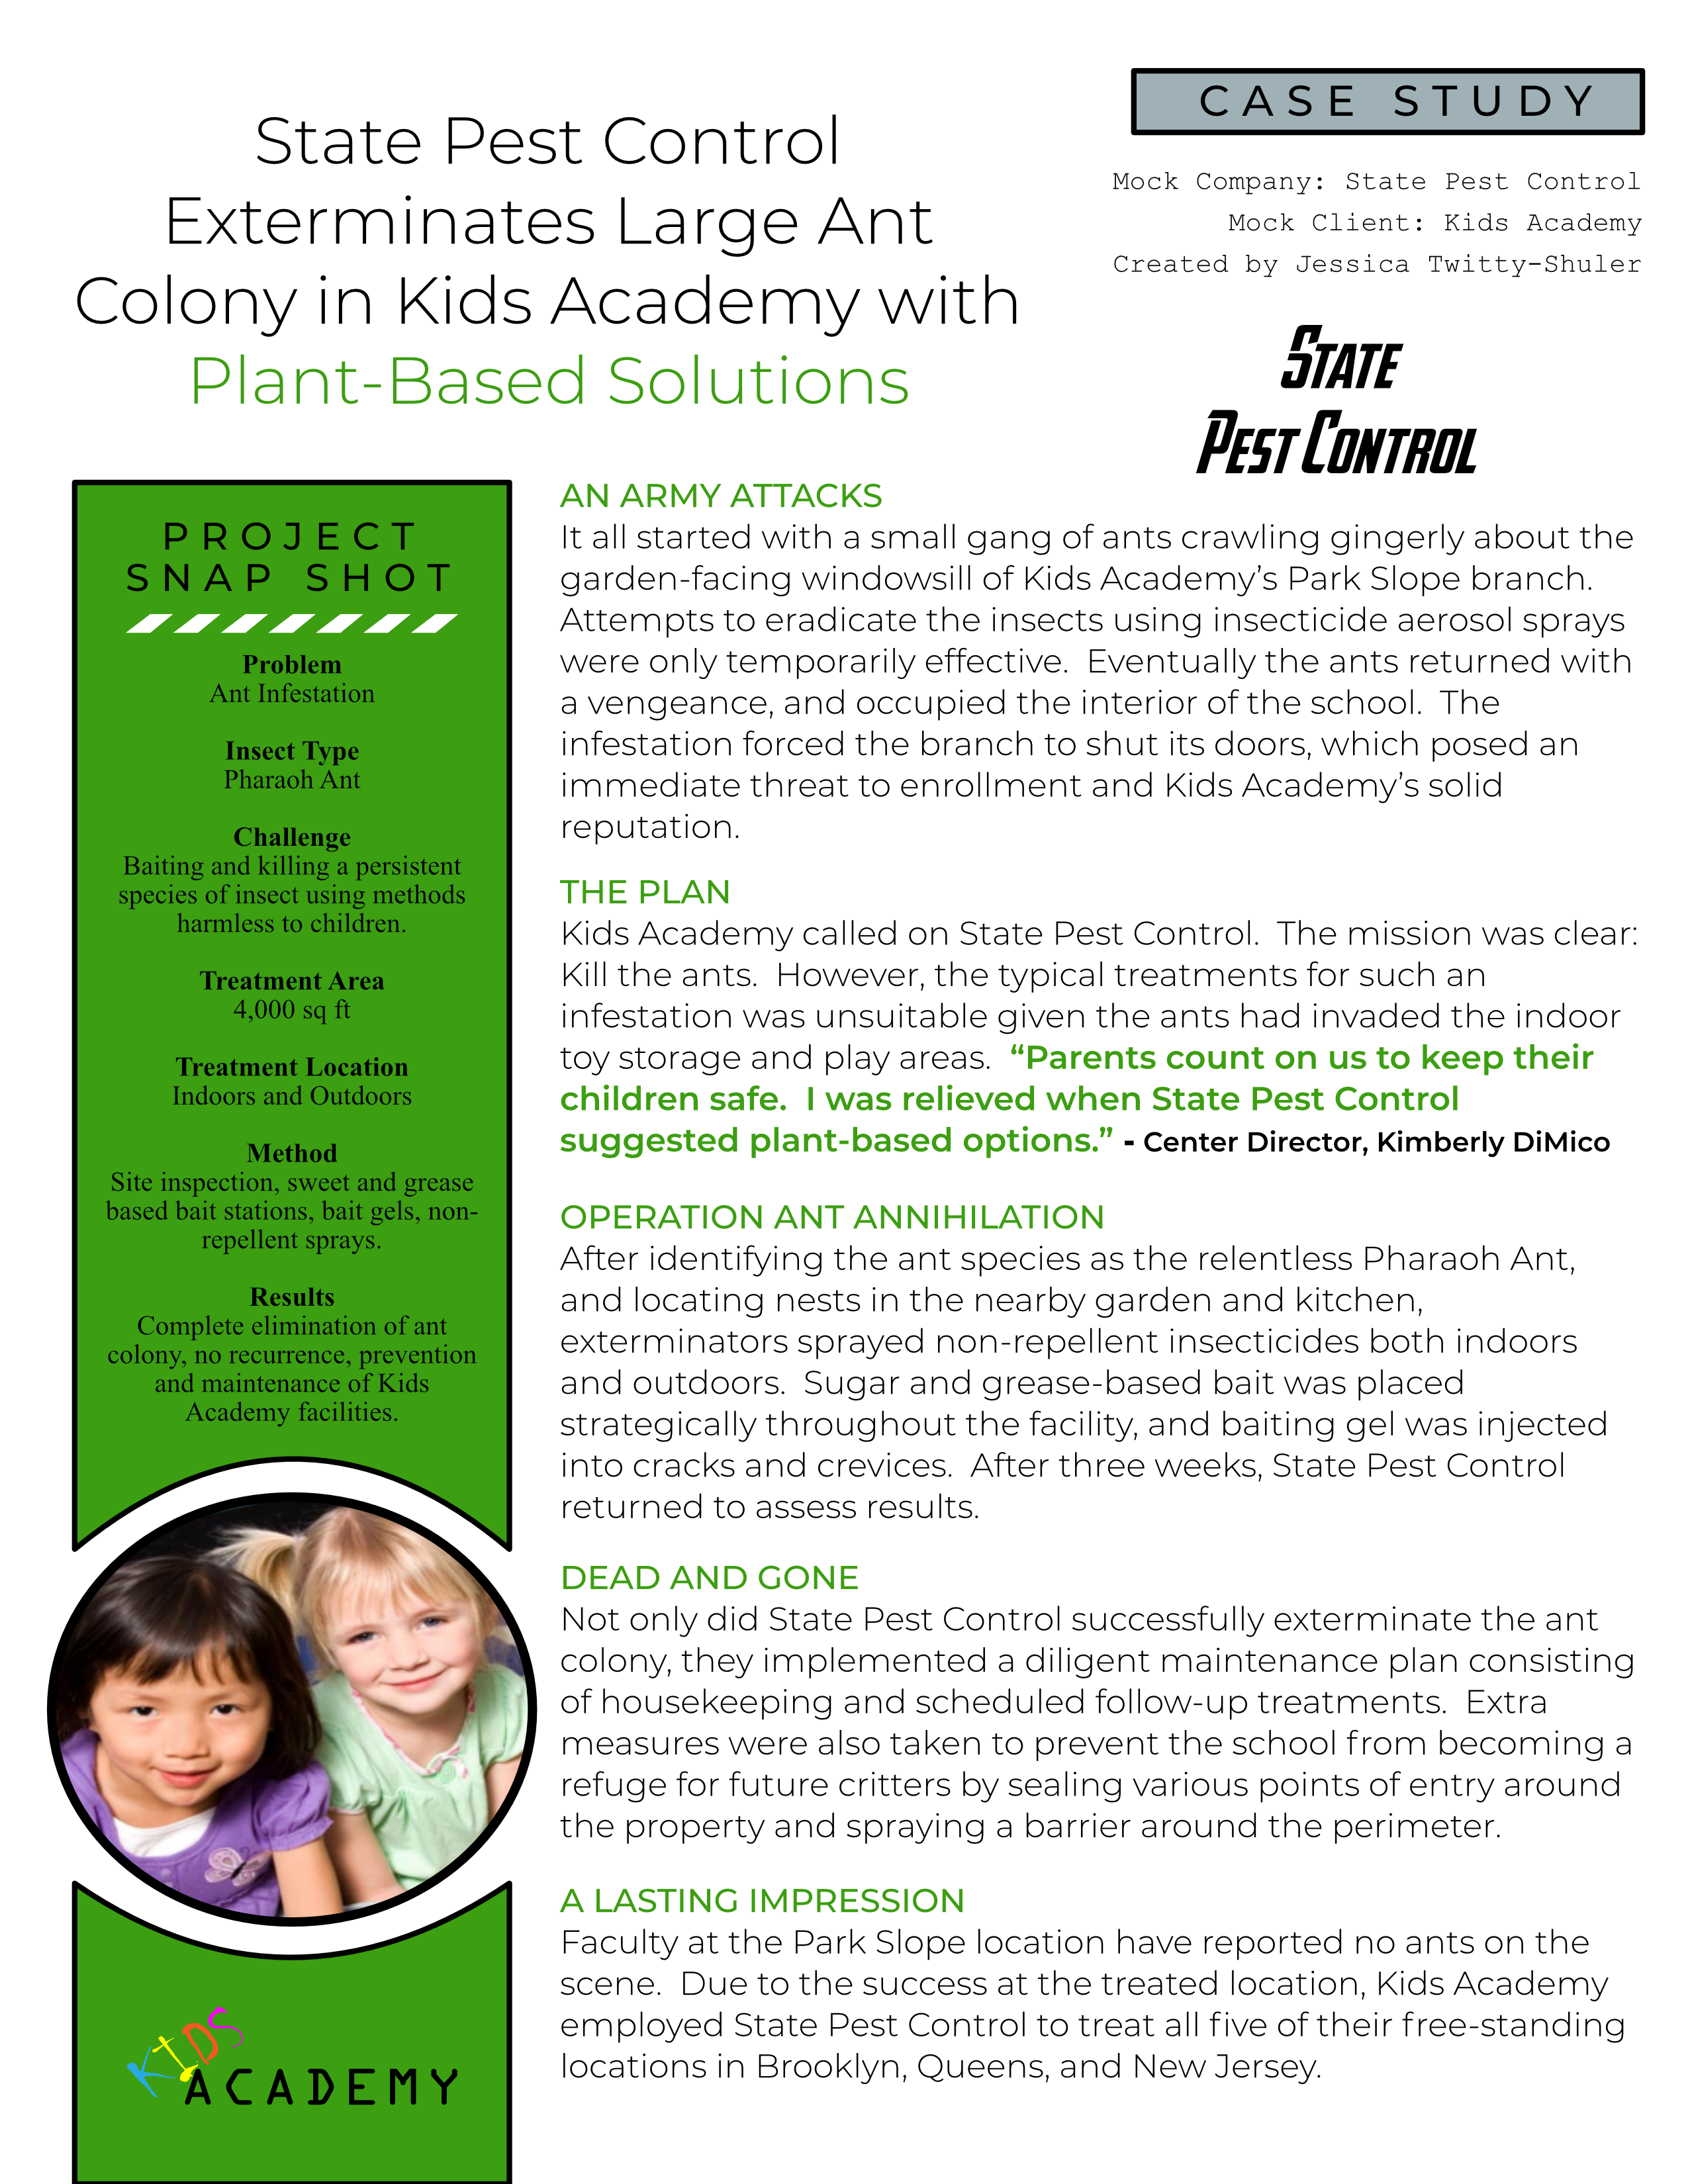 CASE STUDY
Mock Company: State Pest Control
Mock Client: Kids Academy
Created by Jessica Twitty-Shuler
State Pest Control
Exterminates Large Ant
Colony in Kids Academy with
Plant-Based Solutions
STATE
PEST CONTROL
PROJECT
SNAP SHOT
Problem
Ant Infestation
Insect Type
Pharaoh Ant
Challenge
Baiting and killing a persistent
species of insect using methods
harmless to children.
Treatment Area
4,000 sq ft
Treatment Location
Indoors and Outdoors
Method
Site inspection, sweet and grease
based bait stations, bait gels, non-
repellent sprays.
Results
Complete elimination of ant
colony, no recurrence, prevention
and maintenance of Kids
Academy facilities.
KIDS
ACADEMY
AN ARMY ATTACKS
It all started with a small gang of ants crawling gingerly about the
garden-facing windowsill of Kids Academy’s Park Slope branch.
Attempts to eradicate the insects using insecticide aerosol sprays
were only temporarily effective.  Eventually the ants returned with
a vengeance, and occupied the interior of the school.  The
infestation forced the branch to shut its doors, which posed an
immediate threat to enrollment and Kids Academy’s solid
reputation.
THE PLAN
Kids Academy called on State Pest Control.  The mission was clear:
Kill the ants.  However, the typical treatments for such an
infestation was unsuitable given the ants had invaded the indoor
toy storage and play areas.  “Parents count on us to keep their
children safe.  I was relieved when State Pest Control
suggested plant-based options.” - Center Director, Kimberly DiMico
OPERATION ANT ANNIHILATION
After identifying the ant species as the relentless Pharaoh Ant,
and locating nests in the nearby garden and kitchen,
exterminators sprayed non-repellent insecticides both indoors
and outdoors.  Sugar and grease-based bait was placed
strategically throughout the facility, and baiting gel was injected
into cracks and crevices.  After three weeks, State Pest Control
returned to assess results.
DEAD AND GONE
Not only did State Pest Control successfully exterminate the ant
colony, they implemented a diligent maintenance plan consisting
of housekeeping and scheduled follow-up treatments.  Extra
measures were also taken to prevent the school from becoming a
refuge for future critters by sealing various points of entry around
the property and spraying a barrier around the perimeter.
A LASTING IMPRESSION
Faculty at the Park Slope location have reported no ants on the
scene.  Due to the success at the treated location, Kids Academy
employed State Pest Control to treat all five of their free-standing
locations in Brooklyn, Queens, and New Jersey.